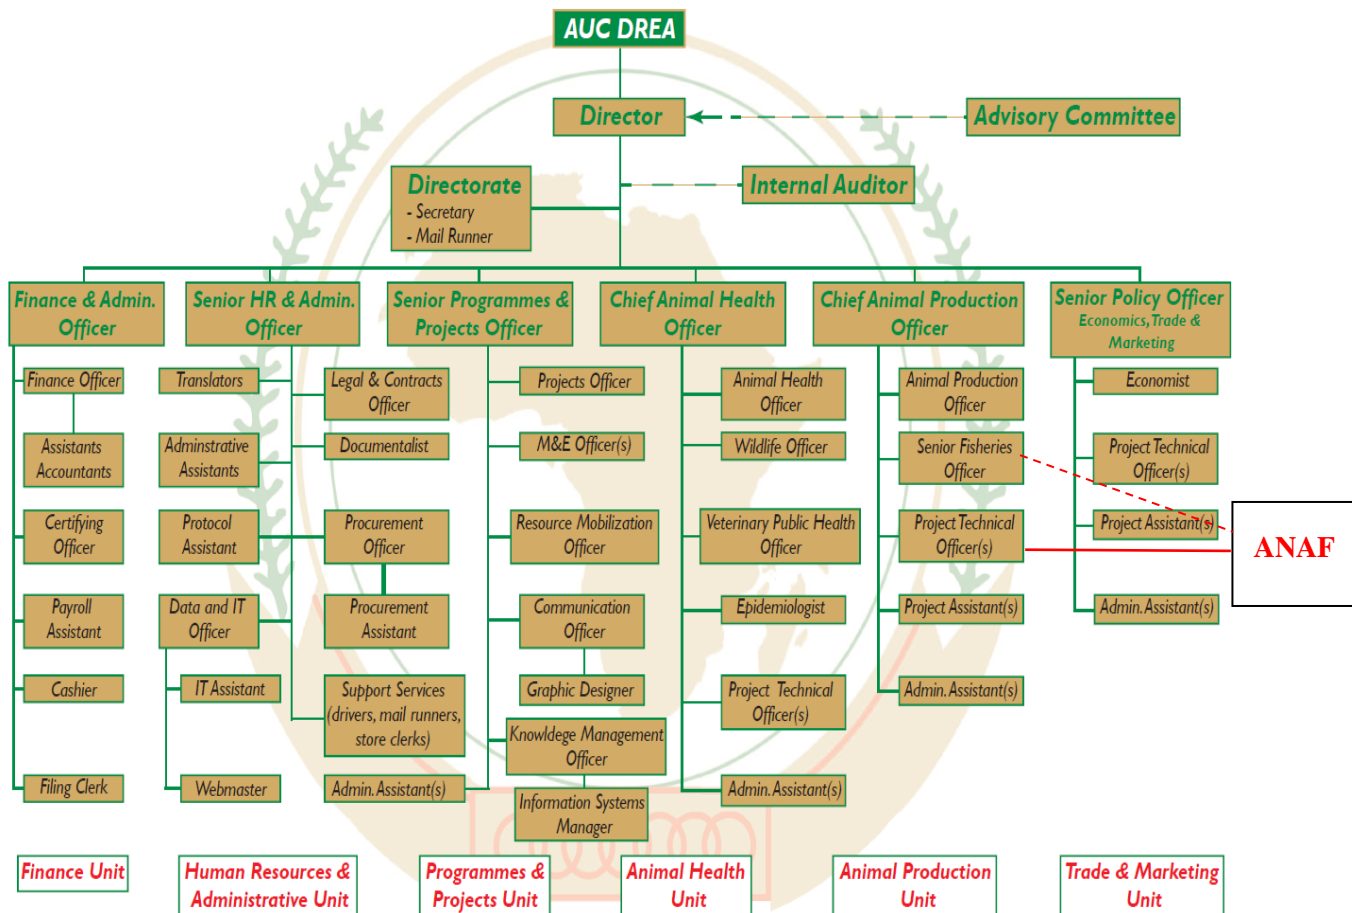 AUC DREA
Director
Advisory Committee
Directorate
- Secretary
- Mail Runner
Internal Auditor
Finance & Admin.
Officer
Senior HR & Admin.
Officer
Senior Programmes &
Projects Officer
Chief Animal Health
Officer
Chief Animal Production
Officer
Senior Policy Officer
Economics, Trade &
Marketing
Finance Officer
Assistants
Accountants
Certifying
Officer
Payroll
Assistant
Cashier
Filing Clerk
Translators
Adminstrative
Assistants
Protocol
Assistant
Data and IT
Officer
IT Assistant
Webmaster
Legal & Contracts
Officer
Documentalist
Procurement
Officer
Procurement
Assistant
Support Services
(drivers, mail runners,
store clerks)
Admin. Assistant(s)
Projects Officer
M&E Officer(s)
Resource Mobilization
Officer
Communication
Officer
Graphic Designer
Knowldege Management
Officer
Information Systems
Manager
Animal Health
Officer
Wildlife Officer
Veterinary Public Health
Officer
Epidemiologist
Project Technical
Officer(s)
Admin. Assistant(s)
Animal Production
Officer
Senior Fisheries
Officer
Project Technical
Officer(s)
Project Assistant(s)
Admin. Assistant(s)
Economist
Project Technical
Officer(s)
Project Assistant(s)
Admin. Assistant(s)
ANAF
Finance Unit
Human Resources &
Administrative Unit
Programmes &
Projects Unit
Animal Health
Unit
Animal Production
Unit
Trade & Marketing
Unit